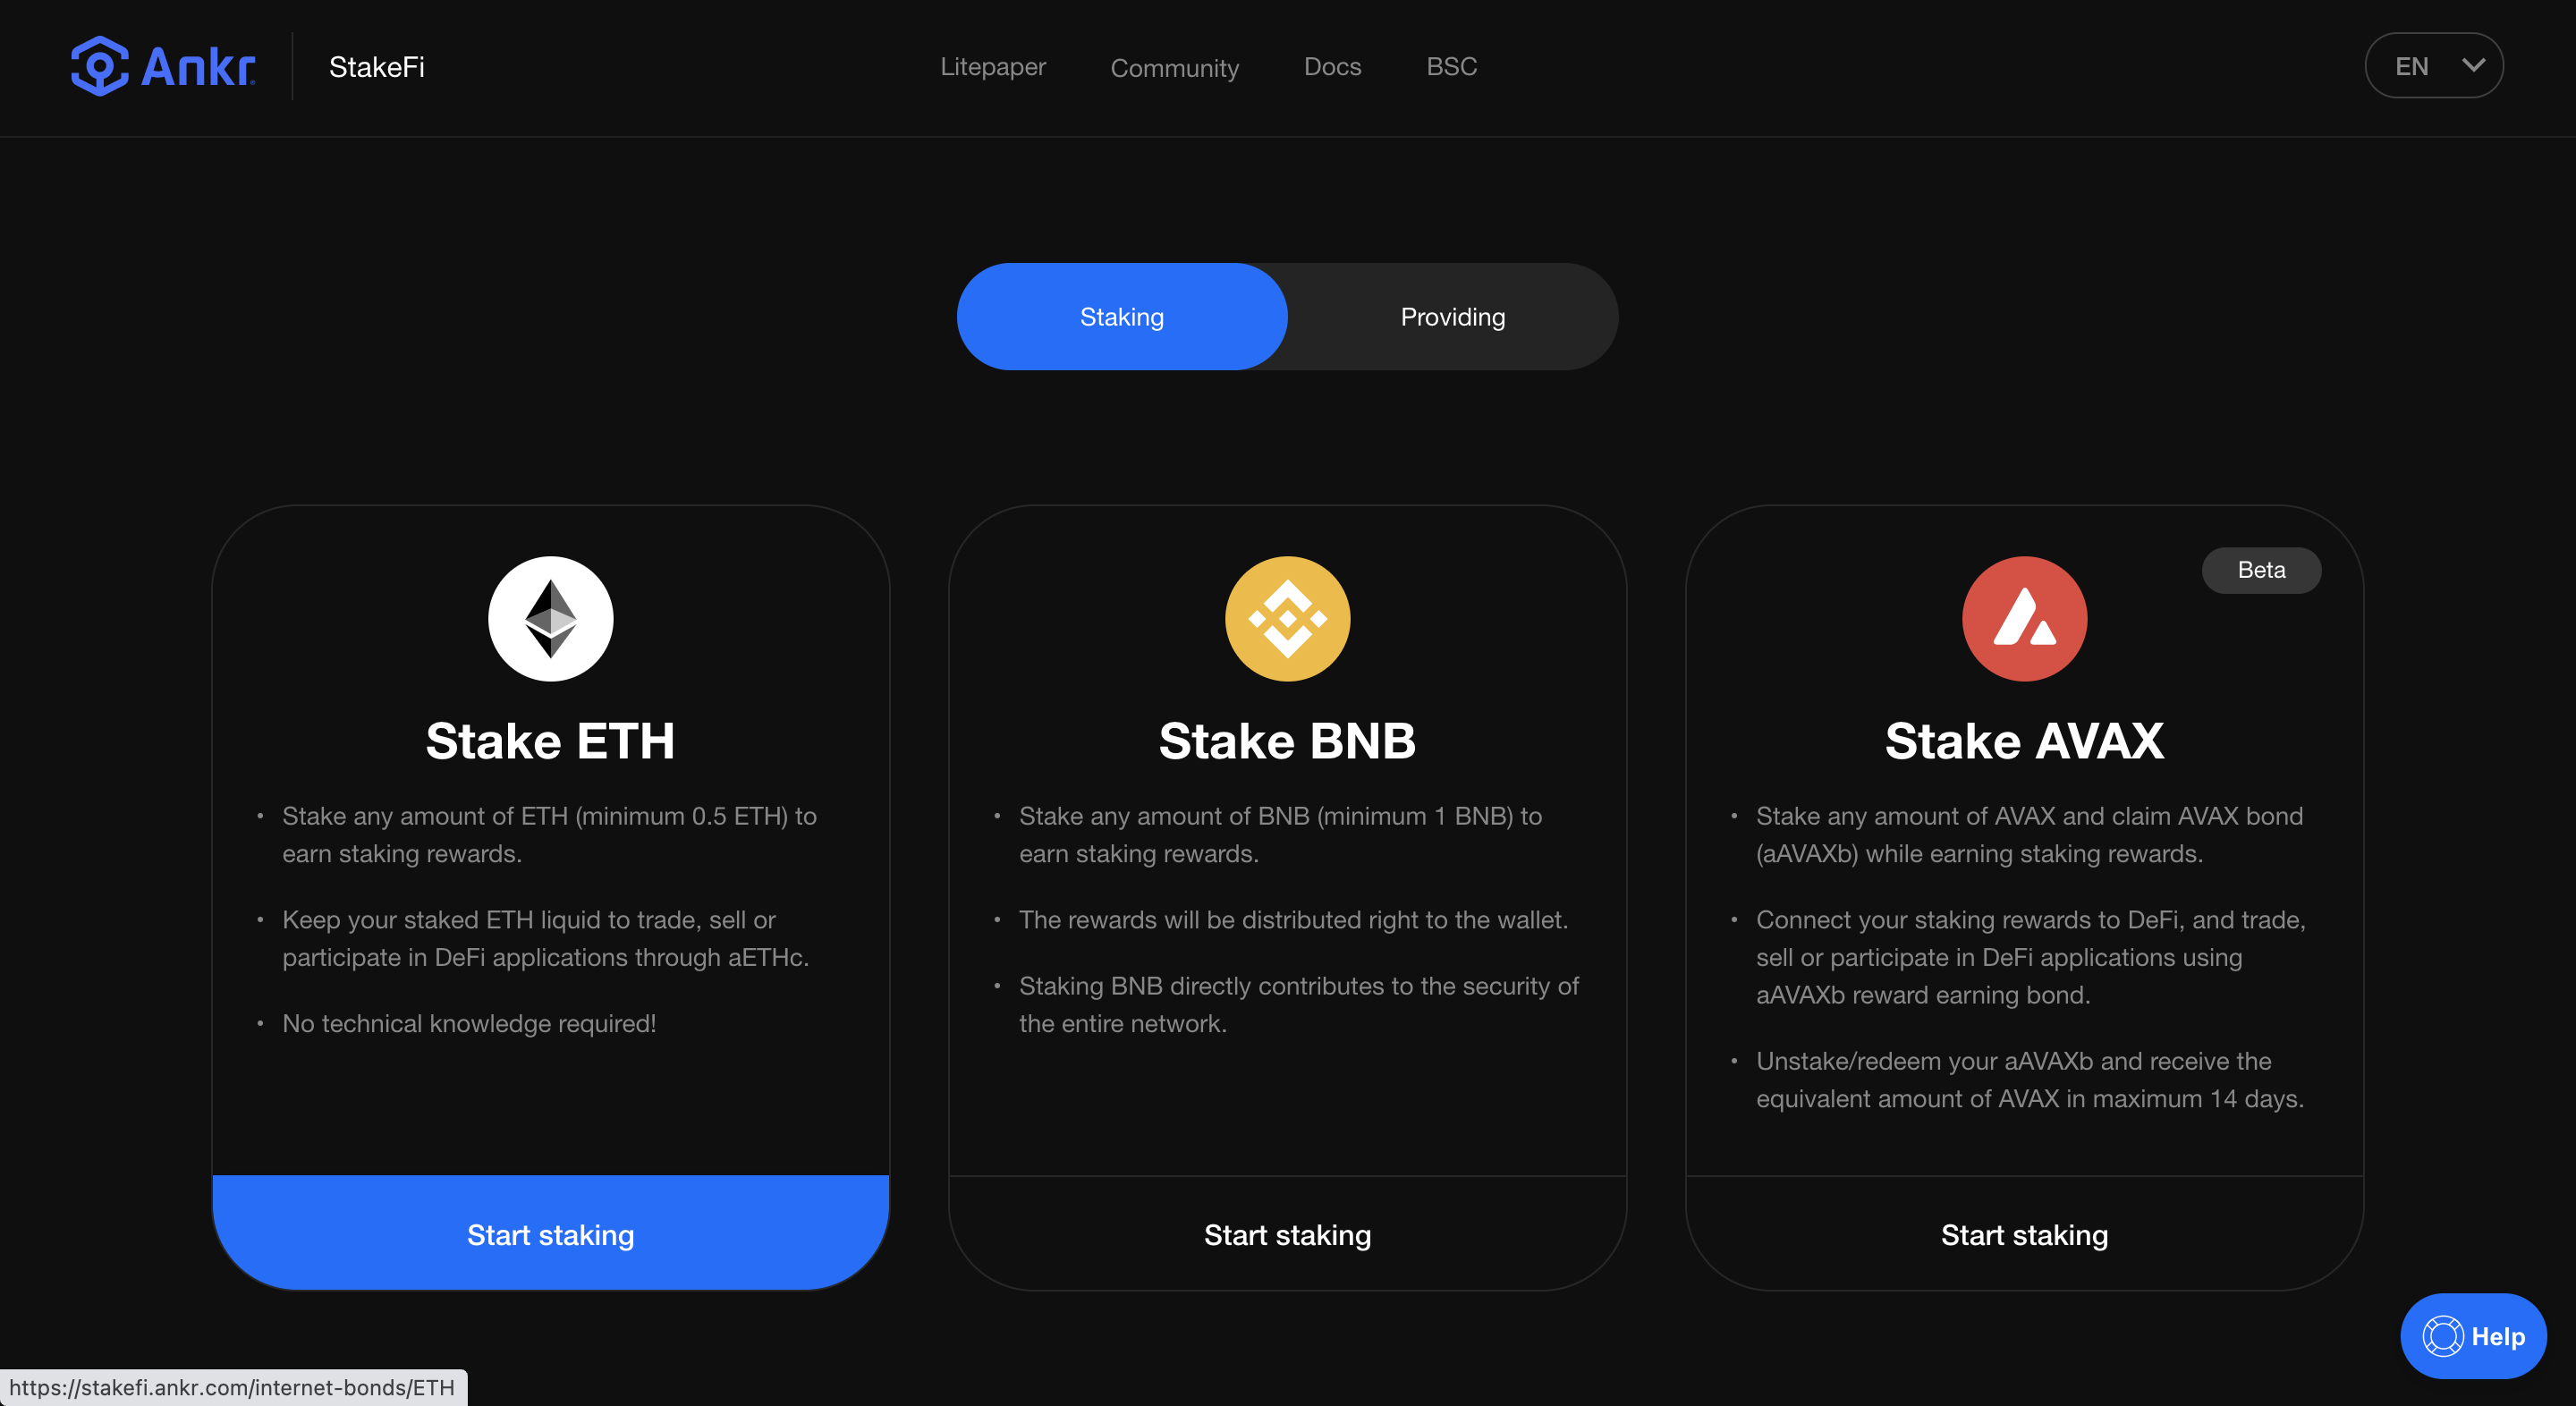 Ankr
StakeFi
Litepaper
Community
Docs
BSC
EN
Staking
Providing
Stake ETH
• Stake any amount of ETH (minimum 0.5 ETH) to
earn staking rewards.
• Keep your staked ETH liquid to trade, sell or
participate in DeFi applications through aETHc.
• No technical knowledge required!
Start staking
Stake BNB
• Stake any amount of BNB (minimum 1 BNB) to
earn staking rewards.
• The rewards will be distributed right to the wallet.
• Staking BNB directly contributes to the security of
the entire network.
Start staking
Beta
Stake AVAX
• Stake any amount of AVAX and claim AVAX bond
(aAVAXb) while earning staking rewards.
• Connect your staking rewards to DeFi, and trade,
sell or participate in DeFi applications using
aAVAXb reward earning bond.
• Unstake/redeem your aAVAXb and receive the
equivalent amount of AVAX in maximum 14 days.
Start staking
Help
https://stakefi.ankr.com/internet-bonds/ETH